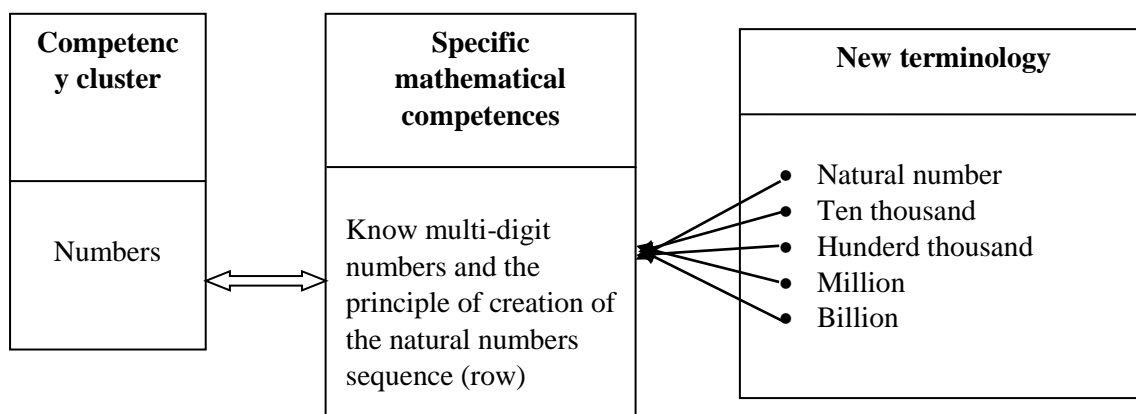 Competenc
y cluster
Numbers
Specific
mathematical
competences
Know multi-digit
numbers and the
principle of creation of
the natural numbers
sequence (row)
New terminology
• Natural number
• Ten thousand
• Hunderd thousand
• Million
• Billion